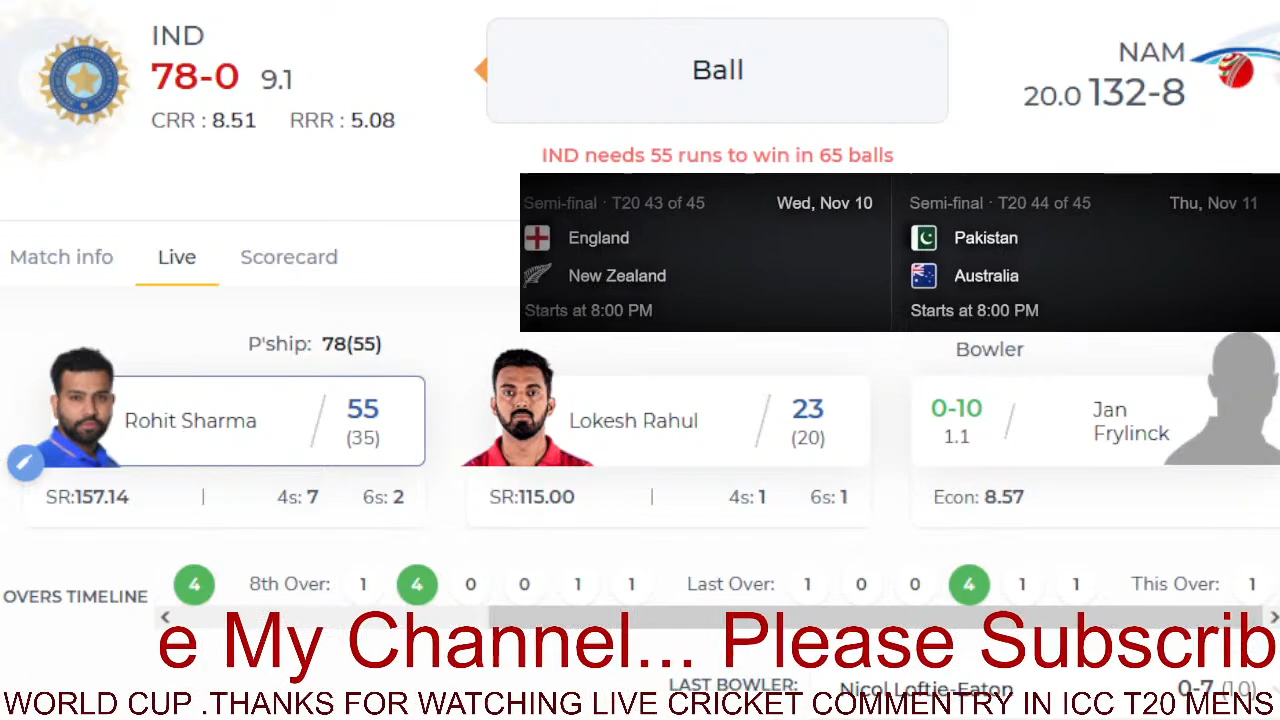 IND
78-0 9.1
CRR : 8.51 RRR : 5.08
Ball
NAM
20.0 132-8
IND needs 55 runs to win in 65 balls
Semi-final · T20 43 of 45 Wed, Nov 10
England
New Zealand
Starts at 8:00 PM
Semi-final · T20 44 of 45 Thu, Nov 11
Pakistan
Australia
Starts at 8:00 PM
Match info Live Scorecard
P'ship: 78(55)
Bowler
Rohit Sharma 55
(35)
SR:157.14 | 4s: 7 6s: 2
Lokesh Rahul 23
(20)
SR:115.00 | 4s: 1 6s: 1
0-10 Jan
1.1 Frylinck
Econ: 8.57
OVERS TIMELINE 4 8th Over: 1 4 0 0 1 1 Last Over: 1 0 0 4 1 1 This Over: 1
e My Channel... Please Subscrib
LAST BOWLER: Nicol Loftie-Eaton 0-7 (1.0)
WORLD CUP .THANKS FOR WATCHING LIVE CRICKET COMMENTRY IN ICC T20 MENS